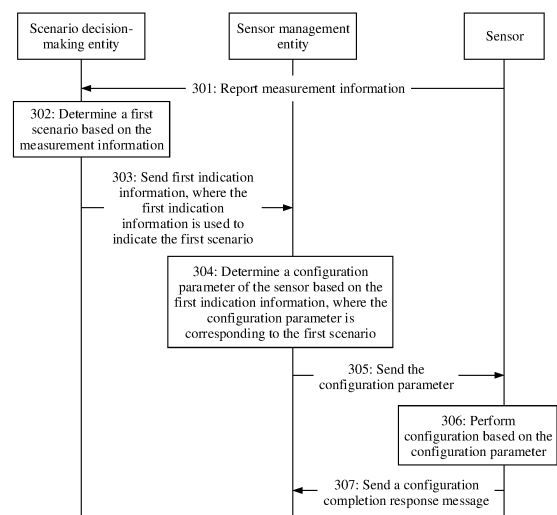 Scenario decision-
making entity
Sensor management
entity
Sensor
301: Report measurement information
302: Determine a first
scenario based on the
measurement information
303: Send first indication
information, where the
first indication
information is used to
indicate the first scenario
304: Determine a configuration
parameter of the sensor based on the
first indication information, where the
configuration parameter is
corresponding to the first scenario
305: Send the
configuration parameter
306: Perform
configuration based on the
configuration parameter
307: Send a configuration
completion response message